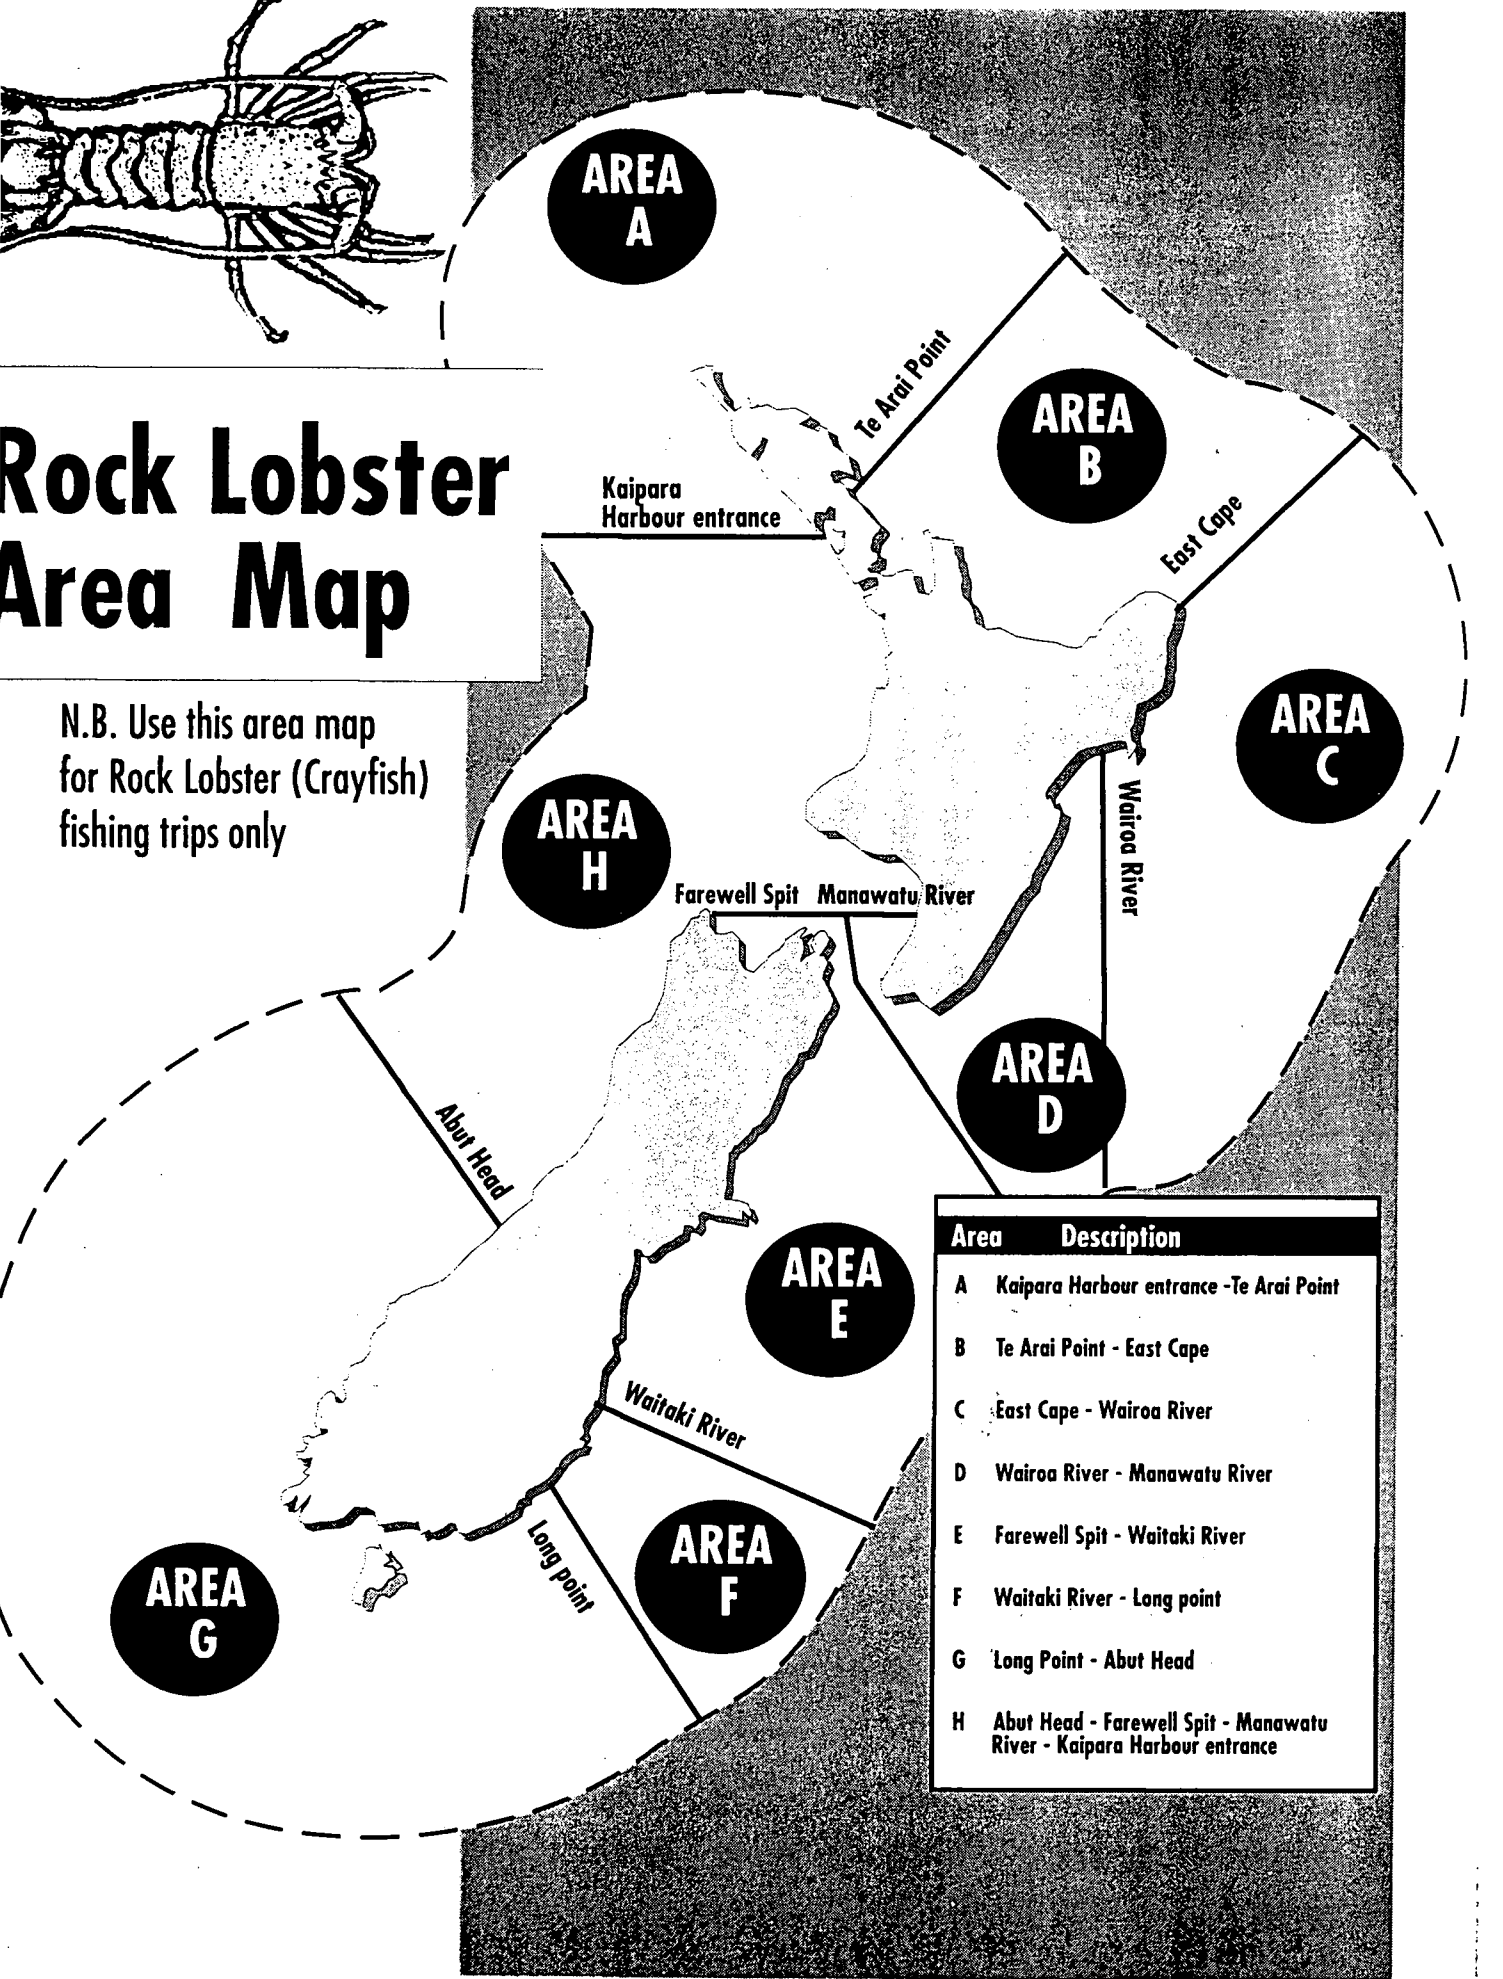 AREA
A
Te Arai Point
AREA
B
Rock Lobster
Area Map
Kaipara
Harbour entrance
East Cape
N.B. Use this area map
for Rock Lobster (Crayfish)
fishing trips only
AREA
C
Wairoa River
AREA
H
Farewell Spit Manawatu River
AREA
D
Abut Head
AREA
E
Waitaki River
Long point
AREA
F
AREA
G
Area Description
A Kaipara Harbour entrance -Te Arai Point
B Te Arai Point - East Cape
C East Cape - Wairoa River
D Wairoa River - Manawatu River
E Farewell Spit - Waitaki River
F Waitaki River - Long point
G Long Point - Abut Head
H Abut Head - Farewell Spit - Manawatu
River - Kaipara Harbour entrance